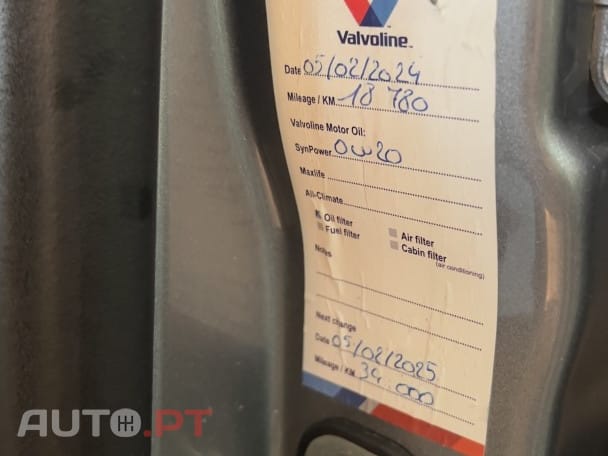 Valvoline™
Date 05/02/2024
Mileage / KM 18 780
Valvoline Motor Oil:
SynPower 0w20
Maxlife
All-Climate
Oil filter
Air filter
Fuel filter
Cabin filter
(air conditioning)
Notes
Next change
Date 05/02/2025
Mileage / KM 34.000
AUTO.PT